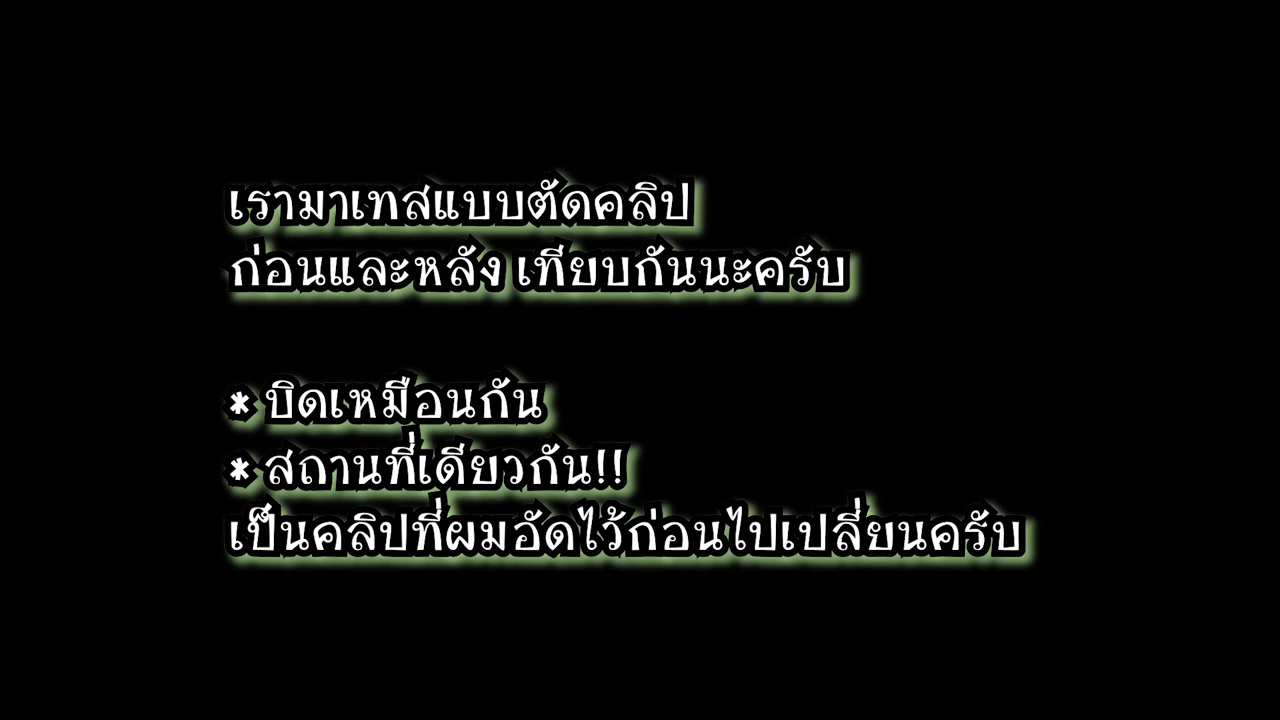 เรามาเทสแบบตัดคลิป
ก่อนและหลัง เทียบกันนะครับ
* บิดเหมือนกัน
* สถานที่เดียวกัน!!
เป็นคลิปที่ผมอัดไว้ก่อนไปเปลี่ยนครับ